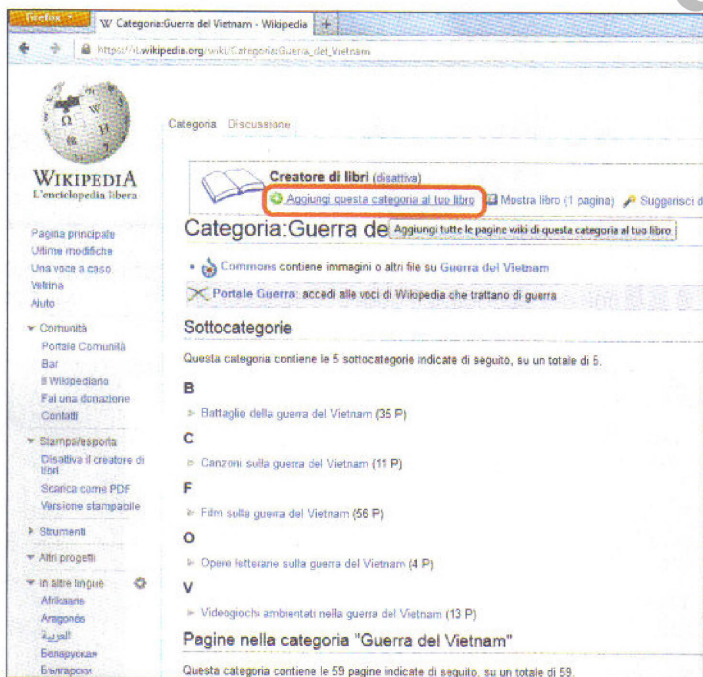 Firefox
Categoria:Guerra del Vietnam - Wikipedia
https://it.wikipedia.org/wiki/Categoria:Guerra_del_Vietnam
WIKIPEDIA
L'enciclopedia libera
Pagina principale
Ultime modifiche
Una voce a caso
Vetrina
Aiuto
Comunità
Portale Comunità
Bar
Il Wikipediano
Fai una donazione
Contatti
Stampa/esporta
Disattiva il creatore di
libri
Scarica come PDF
Versione stampabile
Strumenti
Altri progetti
In altre lingue
Afrikaans
Aragonés
العربية
Беларуская
Български
Categoria Discussione
Creatore di libri (disattiva)
Aggiungi questa categoria al tuo libro Mostra libro (1 pagina) Suggerisci
Categoria:Guerra de
Aggiungi tutte le pagine wiki di questa categoria al tuo libro
Commons contiene immagini o altri file su Guerra del Vietnam
Portale Guerra: accedi alle voci di Wikipedia che trattano di guerra
Sottocategorie
Questa categoria contiene le 5 sottocategorie indicate di seguito, su un totale di 5.
B
Battaglie della guerra del Vietnam (35 P)
C
Canzoni sulla guerra del Vietnam (11 P)
F
Film sulla guerra del Vietnam (56 P)
O
Opere letterarie sulla guerra del Vietnam (4 P)
V
Videogiochi ambientati nella guerra del Vietnam (13 P)
Pagine nella categoria "Guerra del Vietnam"
Questa categoria contiene le 59 pagine indicate di seguito, su un totale di 59.